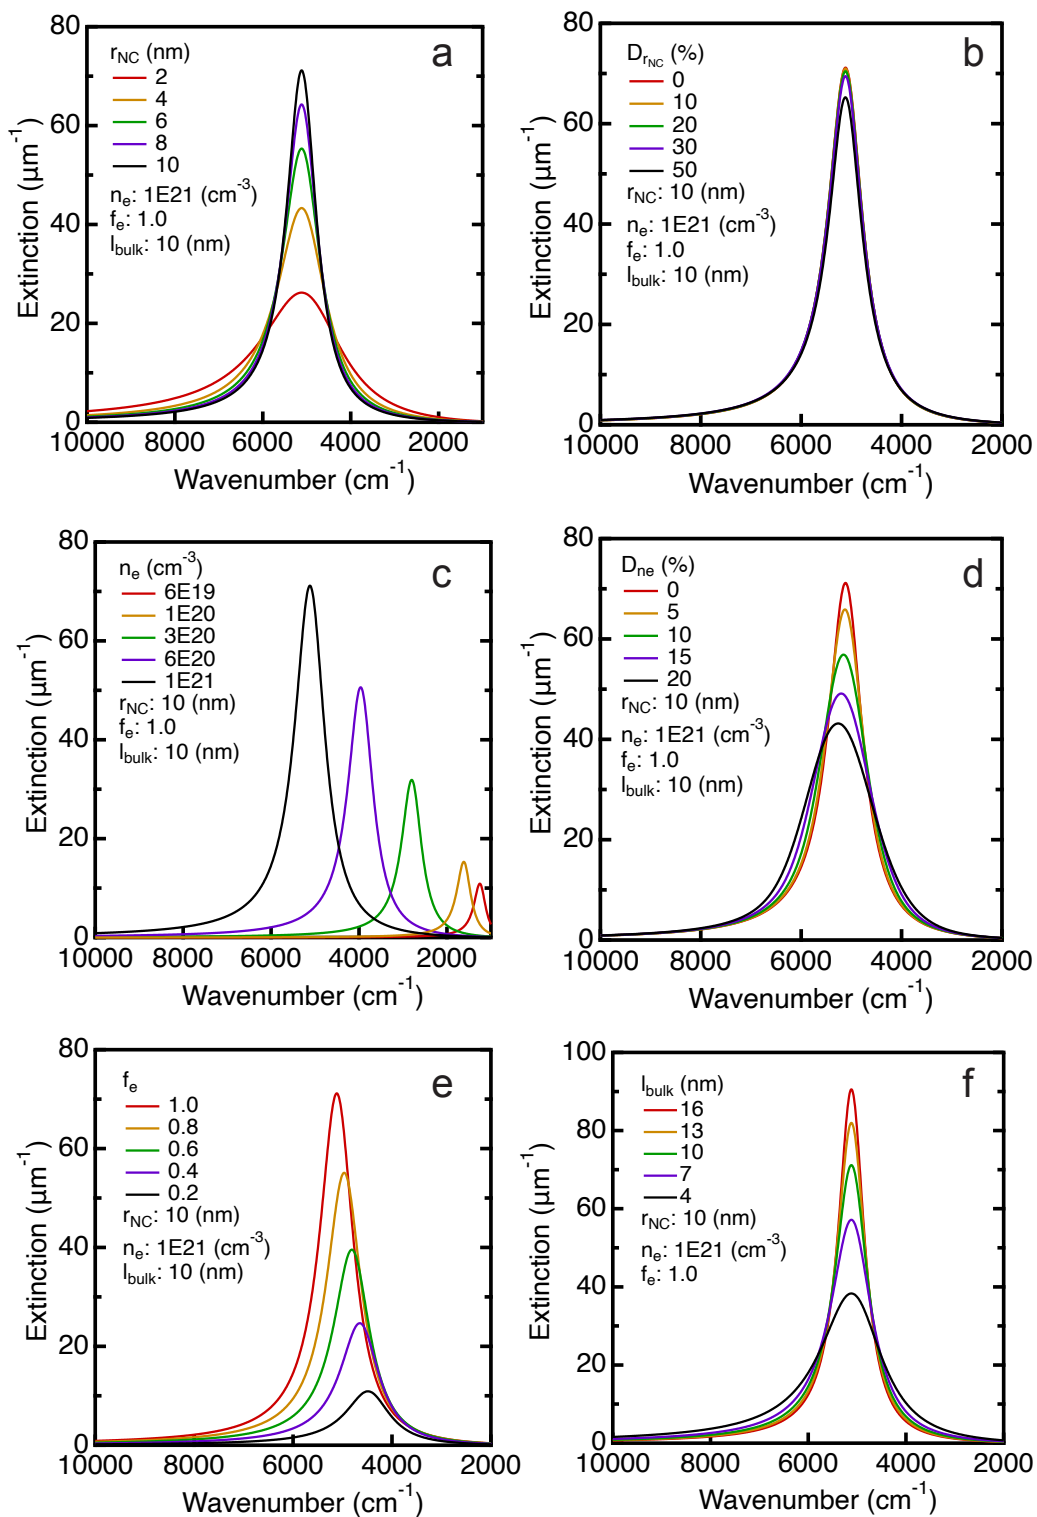 a
80
60
40
20
0
Extinction (µm⁻¹)
r_NC (nm)
2
4
6
8
10
n_e: 1E21 (cm⁻³)
f_e: 1.0
l_bulk: 10 (nm)
10000 8000 6000 4000 2000
Wavenumber (cm⁻¹)
b
80
60
40
20
0
Extinction (µm⁻¹)
D_rNC (%)
0
10
20
30
50
r_NC: 10 (nm)
n_e: 1E21 (cm⁻³)
f_e: 1.0
l_bulk: 10 (nm)
10000 8000 6000 4000 2000
Wavenumber (cm⁻¹)
c
80
60
40
20
0
Extinction (µm⁻¹)
n_e (cm⁻³)
6E19
1E20
3E20
6E20
1E21
r_NC: 10 (nm)
f_e: 1.0
l_bulk: 10 (nm)
10000 8000 6000 4000 2000
Wavenumber (cm⁻¹)
d
80
60
40
20
0
Extinction (µm⁻¹)
D_ne (%)
0
5
10
15
20
r_NC: 10 (nm)
n_e: 1E21 (cm⁻³)
f_e: 1.0
l_bulk: 10 (nm)
10000 8000 6000 4000 2000
Wavenumber (cm⁻¹)
e
80
60
40
20
0
Extinction (µm⁻¹)
f_e
1.0
0.8
0.6
0.4
0.2
r_NC: 10 (nm)
n_e: 1E21 (cm⁻³)
l_bulk: 10 (nm)
10000 8000 6000 4000 2000
Wavenumber (cm⁻¹)
f
100
80
60
40
20
0
Extinction (µm⁻¹)
l_bulk (nm)
16
13
10
7
4
r_NC: 10 (nm)
n_e: 1E21 (cm⁻³)
f_e: 1.0
10000 8000 6000 4000 2000
Wavenumber (cm⁻¹)